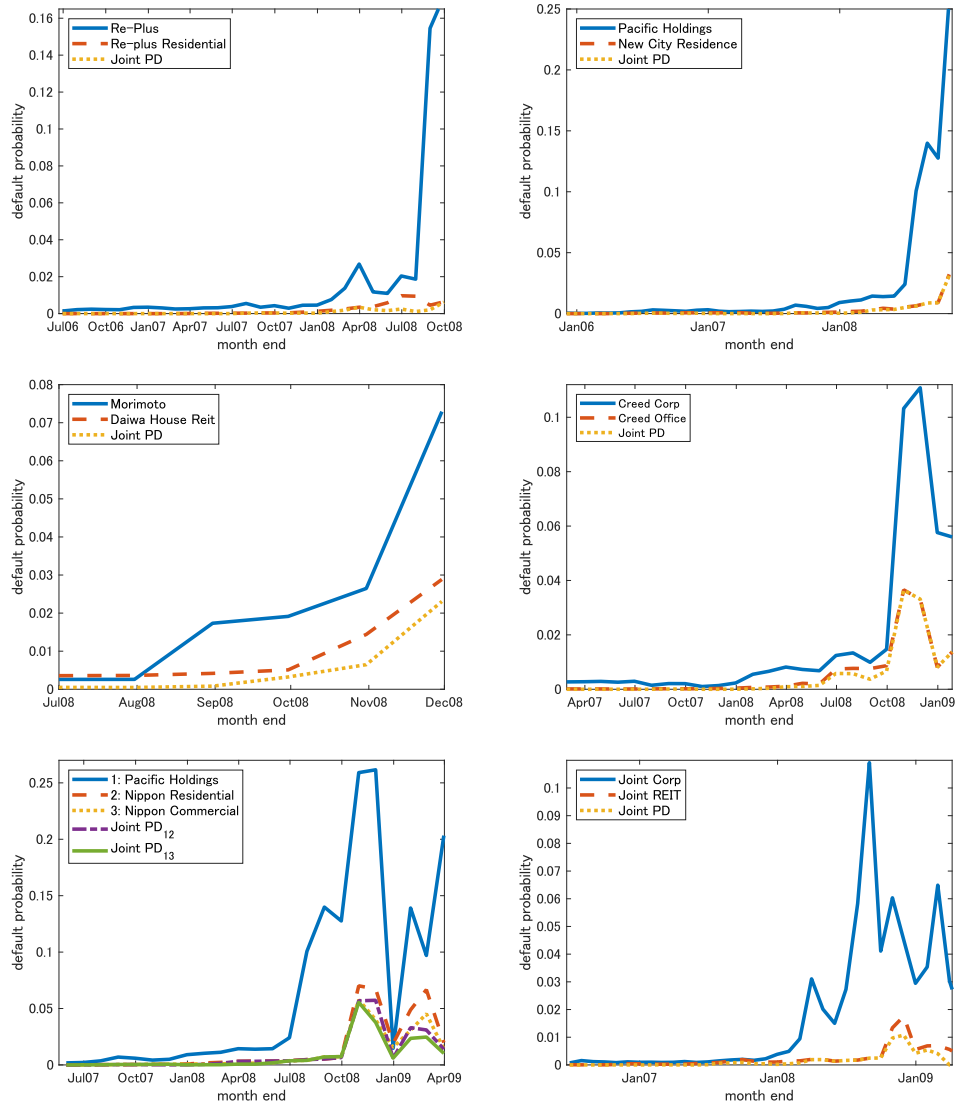 Re-Plus
Re-plus Residential
Joint PD
0.16
0.14
0.12
0.1
0.08
0.06
0.04
0.02
0
default probability
Jul06 Oct06 Jan07 Apr07 Jul07 Oct07 Jan08 Apr08 Jul08 Oct08
month end
Pacific Holdings
New City Residence
Joint PD
0.25
0.2
0.15
0.1
0.05
0
default probability
Jan06 Jan07 Jan08
month end
Morimoto
Daiwa House Reit
Joint PD
0.08
0.07
0.06
0.05
0.04
0.03
0.02
0.01
0
default probability
Jul08 Aug08 Sep08 Oct08 Nov08 Dec08
month end
Creed Corp
Creed Office
Joint PD
0.1
0.08
0.06
0.04
0.02
0
default probability
Apr07 Jul07 Oct07 Jan08 Apr08 Jul08 Oct08 Jan09
month end
1: Pacific Holdings
2: Nippon Residential
3: Nippon Commercial
Joint PD12
Joint PD13
0.25
0.2
0.15
0.1
0.05
0
default probability
Jul07 Oct07 Jan08 Apr08 Jul08 Oct08 Jan09 Apr09
month end
Joint Corp
Joint REIT
Joint PD
0.1
0.09
0.08
0.07
0.06
0.05
0.04
0.03
0.02
0.01
0
default probability
Jan07 Jan08 Jan09
month end